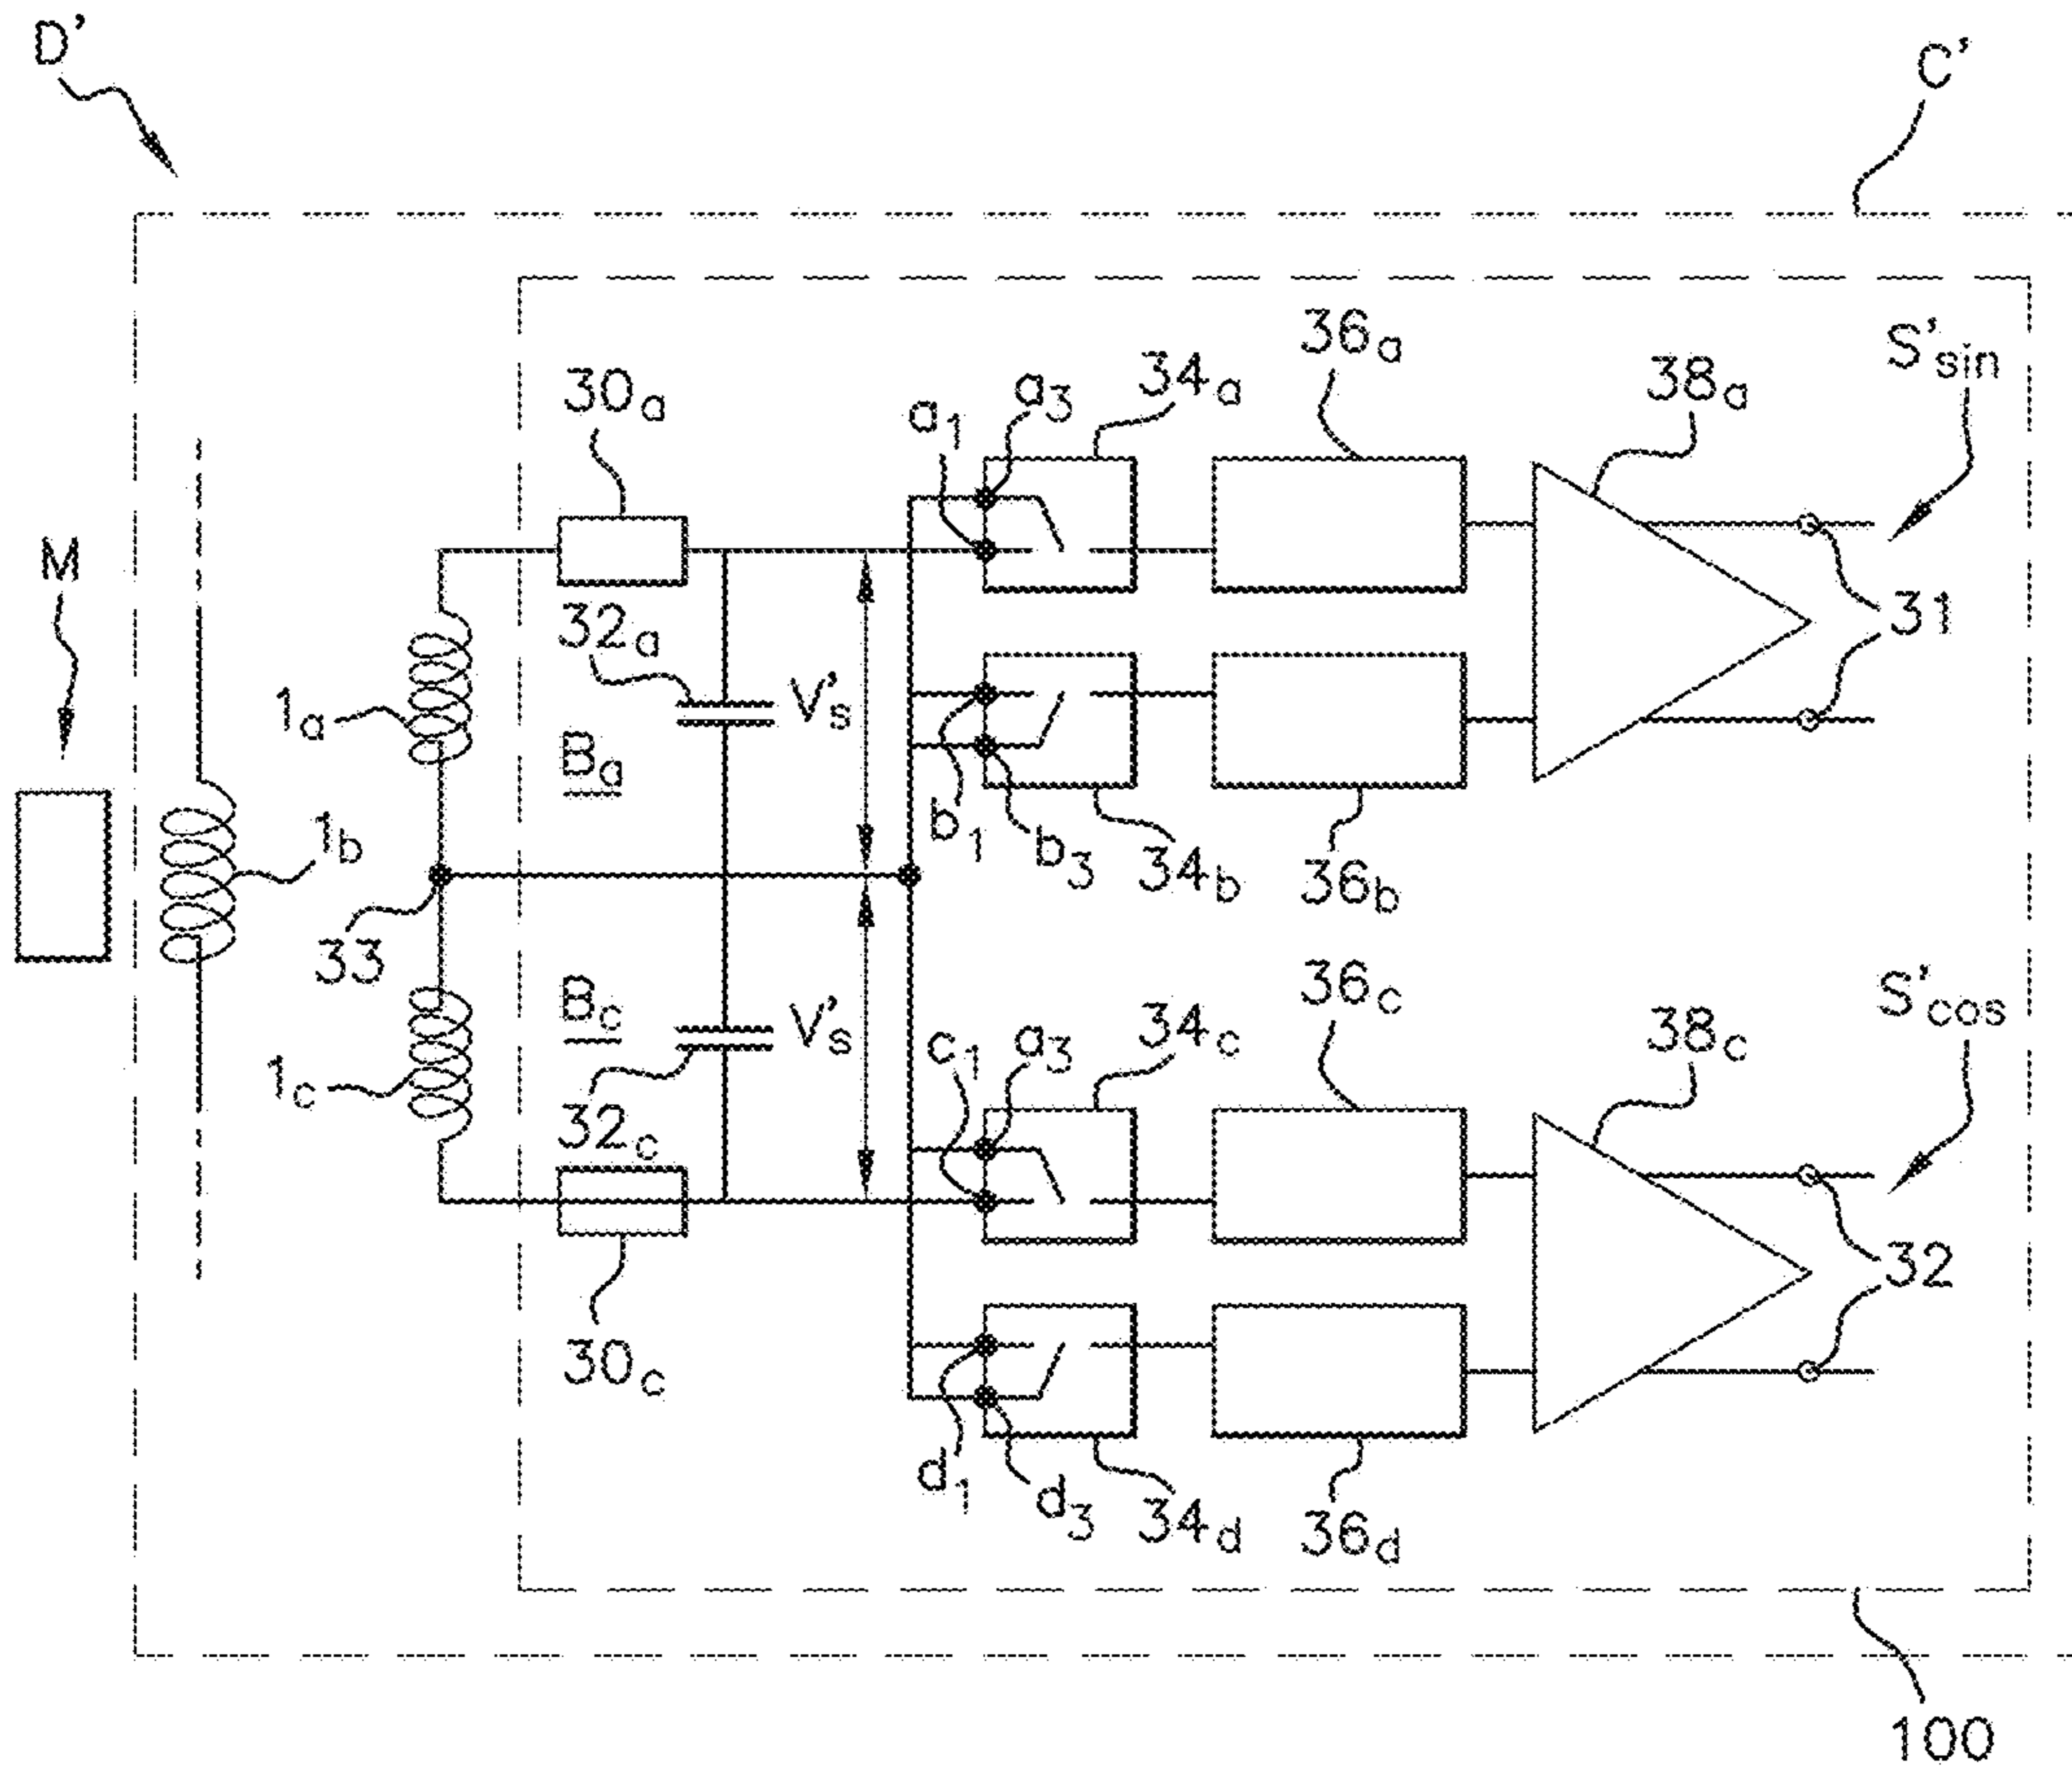 D'
C'
36a
S'sin
30a
a1
a3
34a
38a
M
31
32a
V's
1a
Ba
1b
b1
b3
34b
36b
33
Bc
V's
c1
a3
34c
36c
38c
S'cos
1c
32c
32
30c
d1
d3
34d
36d
100